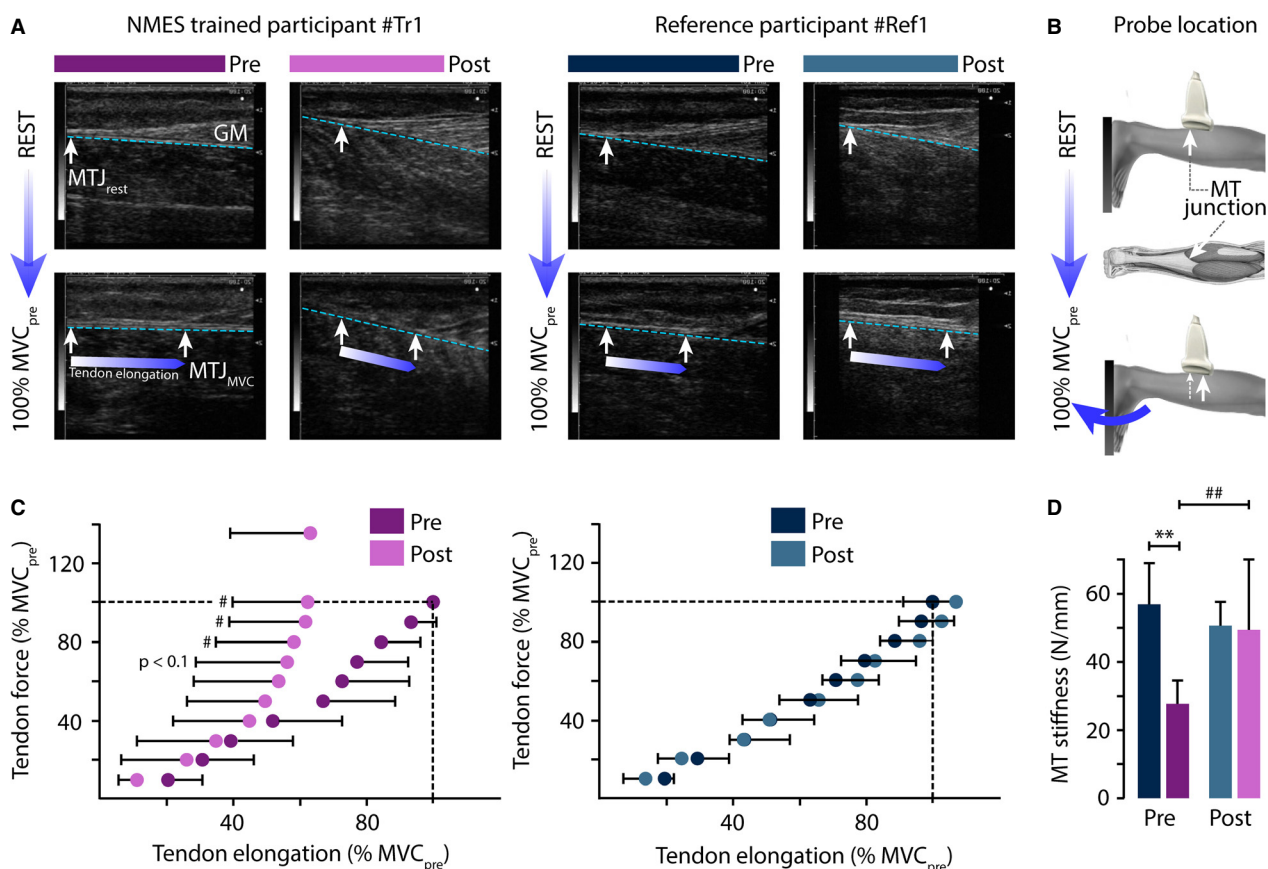 A
NMES trained participant #Tr1
Reference participant #Ref1
B
Probe location
Pre
Post
Pre
Post
REST
GM
MTJrest
REST
REST
MT
junction
100% MVCpre
Tendon elongation
MTJMVC
100% MVCpre
100% MVCpre
C
Tendon force (% MVCpre)
120
80
40
Pre
Post
#
#
#
p < 0.1
40
80
Tendon elongation (% MVCpre)
Tendon force (% MVCpre)
120
80
40
Pre
Post
40
80
Tendon elongation (% MVCpre)
D
##
**
MT stiffness (N/mm)
60
40
20
0
Pre
Post